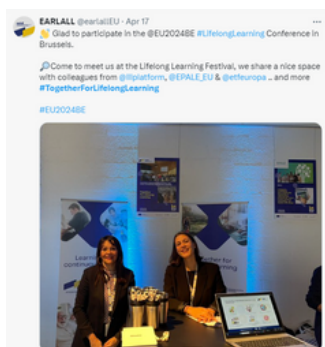 EARLALL @earlallEU · Apr 17
Glad to participate in the @EU2024BE #LifelongLearning Conference in
Brussels.
Come to meet us at the Lifelong Learning Festival, we share a nice space
with colleagues from @lllplatform, @EPALE_EU & @etfeuropa .. and more
#TogetherForLifelongLearning
#EU2024BE